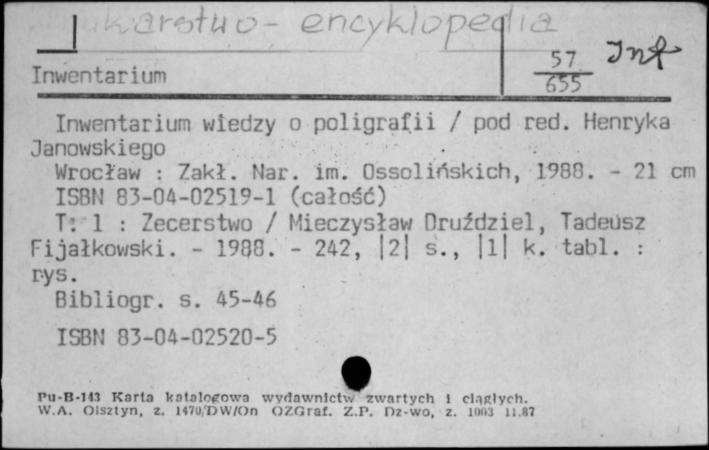 karstwo - encyklopedia
57 Inf
Inwentarium 655
Inwentarium wiedzy o poligrafii / pod red. Henryka
Janowskiego
Wrocław : Zakł. Nar. im. Ossolińskich, 1988. - 21 cm
ISBN 83-04-02519-1 (całość)
T. 1 : Zecerstwo / Mieczysław Druździel, Tadeusz
Fijałkowski. - 1988. - 242, |2| s., |1| k. tabl. :
rys.
Bibliogr. s. 45-46
ISBN 83-04-02520-5
Pu-B-143 Karta katalogowa wydawnictw zwartych i ciągłych.
W.A. Olsztyn, z. 1470/DW/On OZGraf. Z.P. Dz-wo, z. 1003 11.87